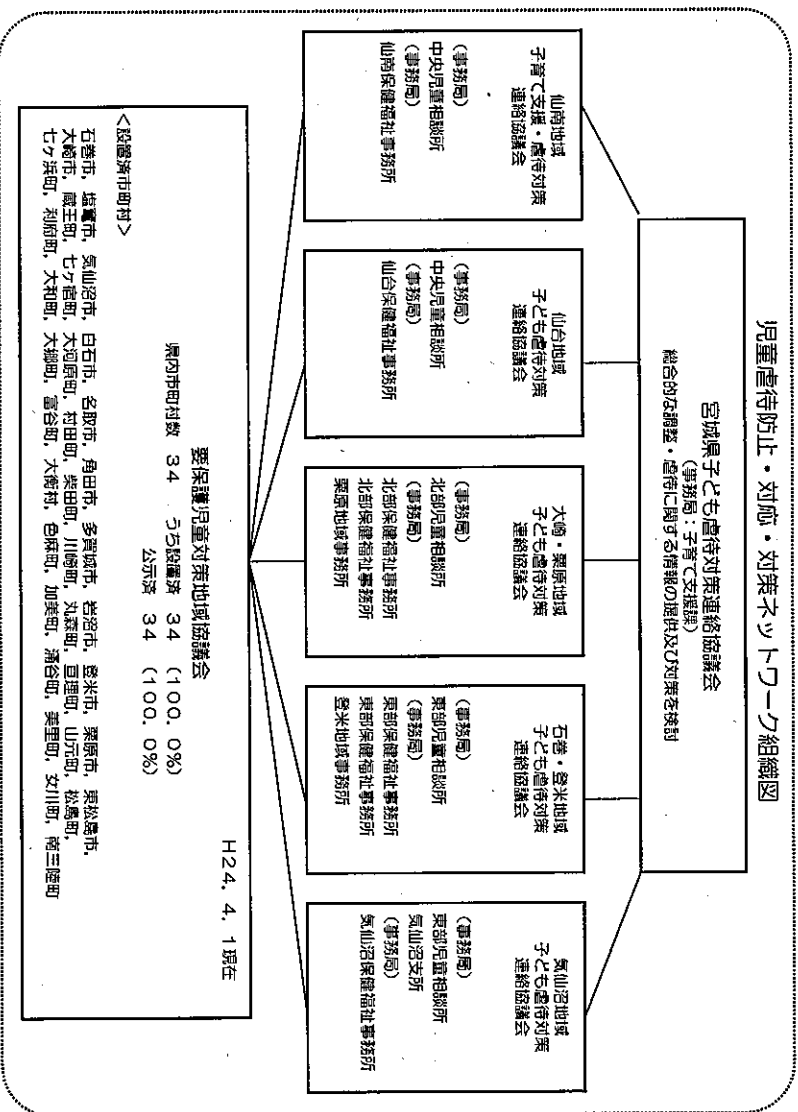 児童虐待防止・対応・対策ネットワーク組織図
宮城県子ども虐待対策連絡協議会
(事務局:子育て支援課)
総合的な調整・虐待に関する情報の提供及び対策を検討
仙南地域
子育て支援・虐待対策
連絡協議会
(事務局)
中央児童相談所
(事務局)
仙南保健福祉事務所
仙台地域
子ども虐待対策
連絡協議会
(事務局)
中央児童相談所
(事務局)
仙台保健福祉事務所
大崎・栗原地域
子ども虐待対策
連絡協議会
(事務局)
北部児童相談所
(事務局)
北部保健福祉事務所
北部保健福祉事務所
栗原地域事務所
石巻・登米地域
子ども虐待対策
連絡協議会
(事務局)
東部児童相談所
(事務局)
東部保健福祉事務所
東部保健福祉事務所
登米地域事務所
気仙沼地域
子ども虐待対策
連絡協議会
(事務局)
東部児童相談所
気仙沼支所
(事務局)
気仙沼保健福祉事務所
H24.4.1現在
要保護児童対策地域協議会
県内市町村数 34 うち設置済 34 (100.0%)
公示済 34 (100.0%)
<設置済市町村>
石巻市,塩竈市,気仙沼市,白石市,名取市,角田市,多賀城市,岩沼市,登米市,栗原市,東松島市,
大崎市,蔵王町,七ケ宿町,大河原町,村田町,柴田町,川崎町,丸森町,亘理町,山元町,松島町,
七ヶ浜町,利府町,大和町,大郷町,富谷町,大衡村,色麻町,加美町,涌谷町,美里町,女川町,南三陸町